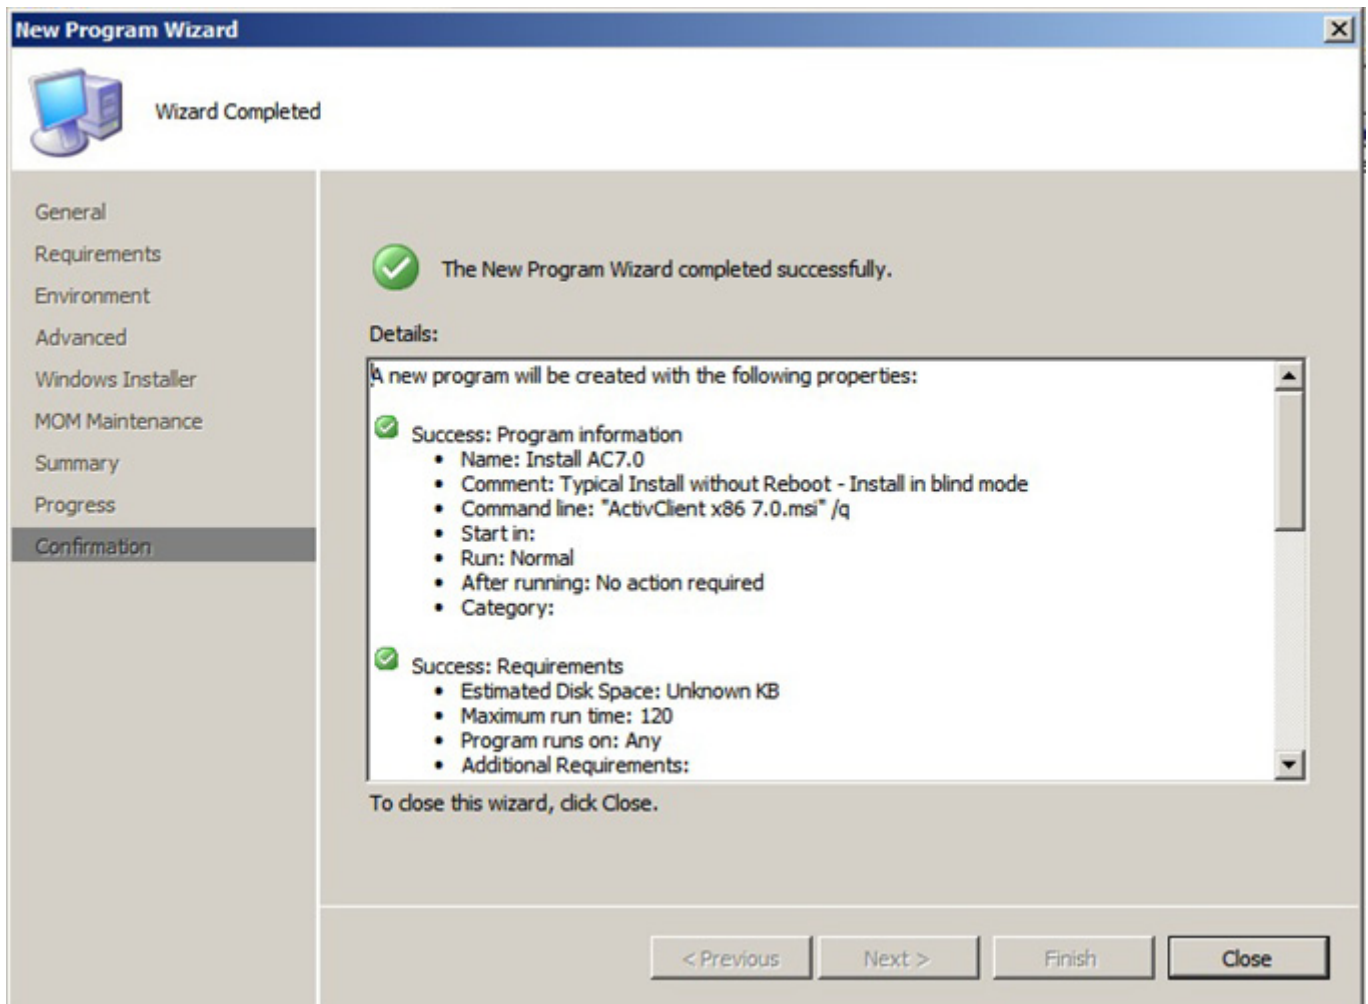 New Program Wizard
Wizard Completed
General
Requirements
Environment
Advanced
Windows Installer
MOM Maintenance
Summary
Progress
Confirmation
The New Program Wizard completed successfully.
Details:
A new program will be created with the following properties:
Success: Program information
• Name: Install AC7.0
• Comment: Typical Install without Reboot - Install in blind mode
• Command line: "ActivClient x86 7.0.msi" /q
• Start in:
• Run: Normal
• After running: No action required
• Category:
Success: Requirements
• Estimated Disk Space: Unknown KB
• Maximum run time: 120
• Program runs on: Any
• Additional Requirements:
To close this wizard, click Close.
< Previous
Next >
Finish
Close